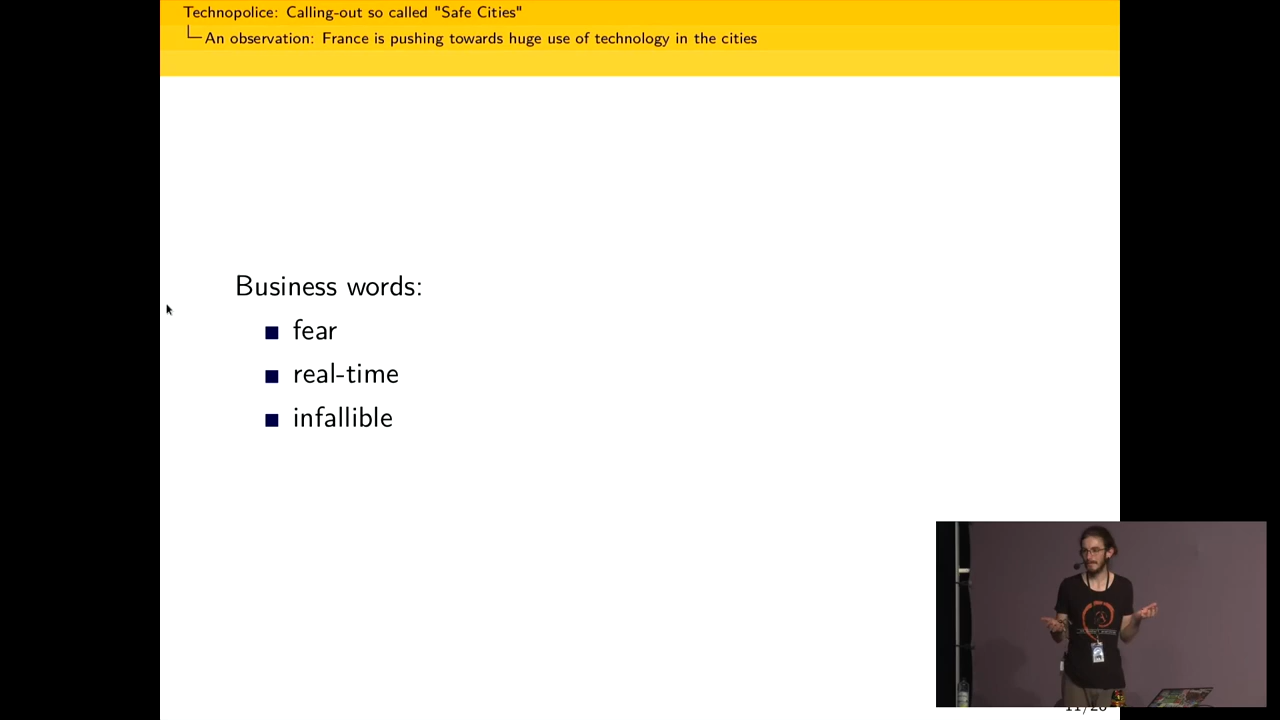 Technopolice: Calling-out so called "Safe Cities"
An observation: France is pushing towards huge use of technology in the cities
Business words:
fear
real-time
infallible